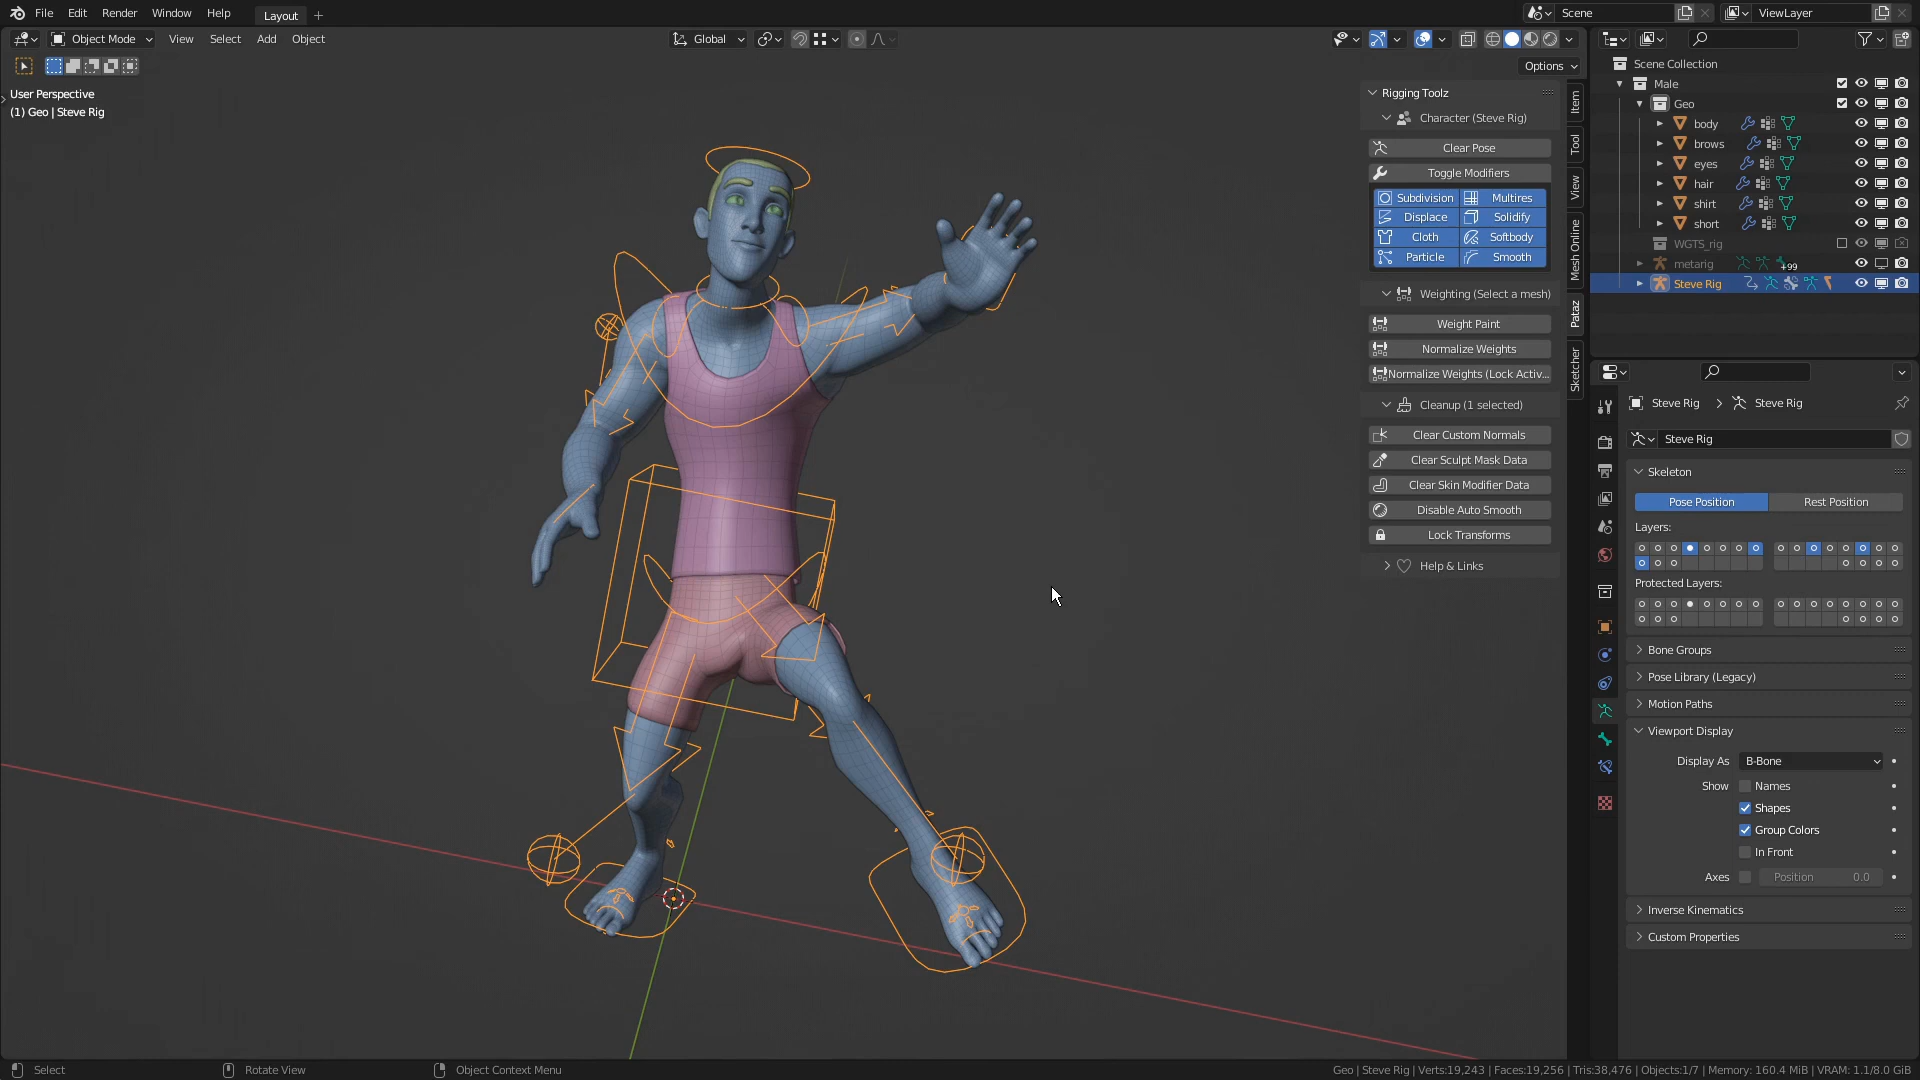 File Edit Render Window Help Layout Scene ViewLayer
Object Mode View Select Add Object Global
Options
User Perspective
(1) Geo | Steve Rig
Rigging Toolz
Character (Steve Rig)
Clear Pose
Toggle Modifiers
Subdivision Multires
Displace Solidify
Cloth Softbody
Particle Smooth
Weighting (Select a mesh)
Weight Paint
Normalize Weights
Normalize Weights (Lock Activ...
Cleanup (1 selected)
Clear Custom Normals
Clear Sculpt Mask Data
Clear Skin Modifier Data
Disable Auto Smooth
Lock Transforms
Help & Links
Item
Tool
View
Mesh Online
Pataz
Sketcher
Scene Collection
Male
Geo
body
brows
eyes
hair
shirt
short
WGTS_rig
metarig +99
Steve Rig
Steve Rig > Steve Rig
Steve Rig
Skeleton
Pose Position Rest Position
Layers:
Protected Layers:
Bone Groups
Pose Library (Legacy)
Motion Paths
Viewport Display
Display As B-Bone
Show Names
Shapes
Group Colors
In Front
Axes Position 0.0
Inverse Kinematics
Custom Properties
Select Rotate View Object Context Menu Geo | Steve Rig | Verts:19,243 | Faces:19,256 | Tris:38,476 | Objects:1/7 | Memory: 160.4 MiB | VRAM: 1.1/8.0 GiB